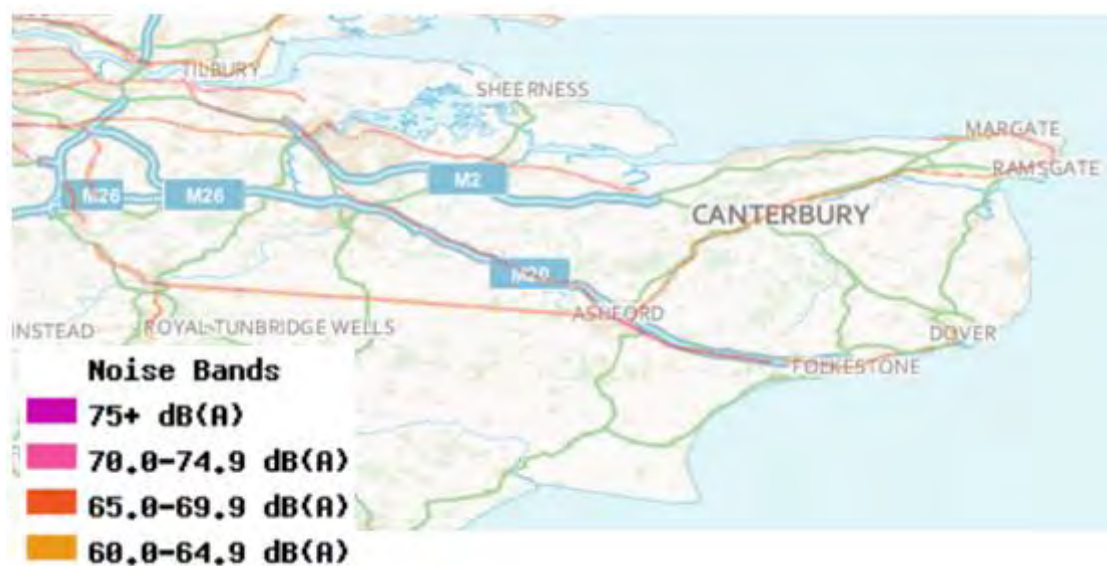 TILBURY
SHEERNESS
MARGATE
RAMSGATE
M2
M26
M26
CANTERBURY
M20
ASHFORD
INSTEAD
ROYAL TUNBRIDGE WELLS
DOVER
FOLKESTONE
Noise Bands
75+ dB(A)
70.0-74.9 dB(A)
65.0-69.9 dB(A)
60.0-64.9 dB(A)